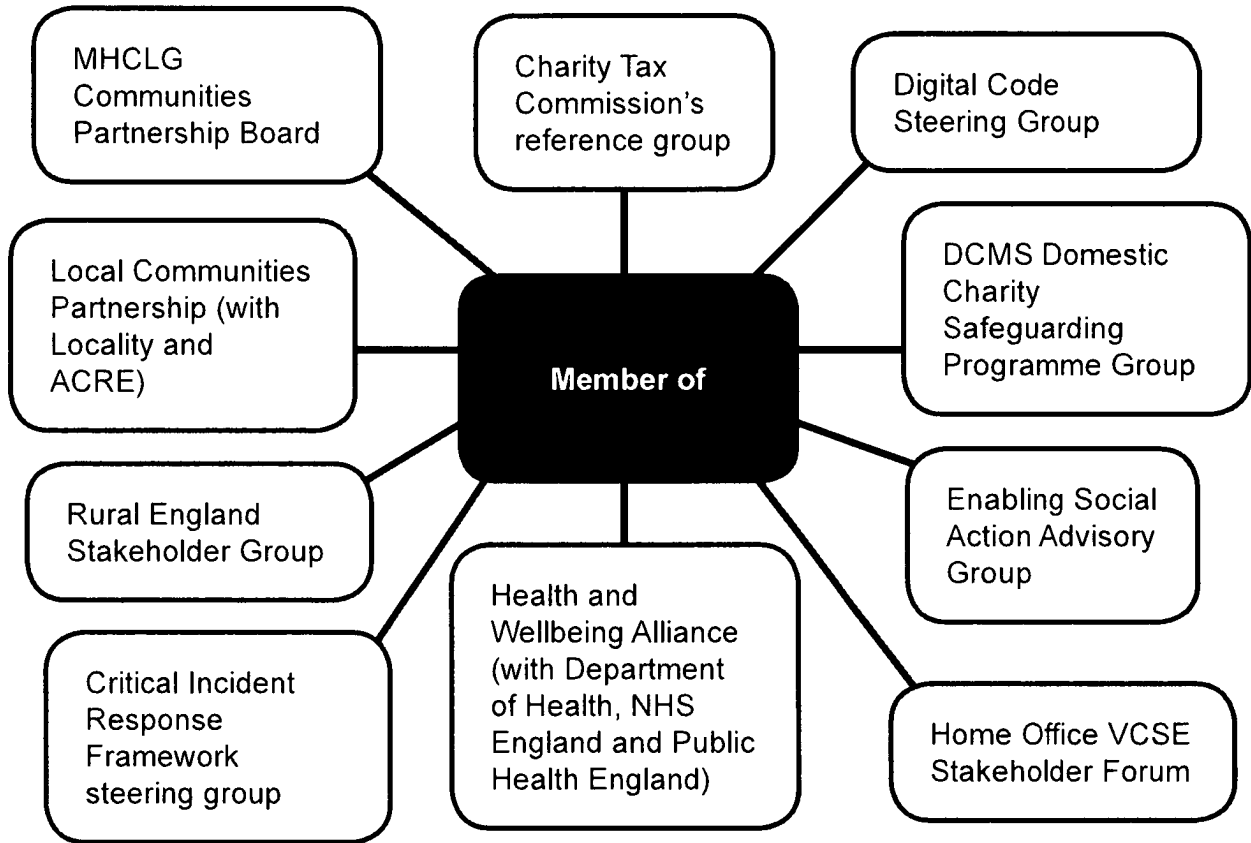 MHCLG
Communities
Partnership Board
Charity Tax
Commission's
reference group
Digital Code
Steering Group
Local Communities
Partnership (with
Locality and
ACRE)
Member of
DCMS Domestic
Charity
Safeguarding
Programme Group
Rural England
Stakeholder Group
Enabling Social
Action Advisory
Group
Critical Incident
Response
Framework
steering group
Health and
Wellbeing Alliance
(with Department
of Health, NHS
England and Public
Health England)
Home Office VCSE
Stakeholder Forum